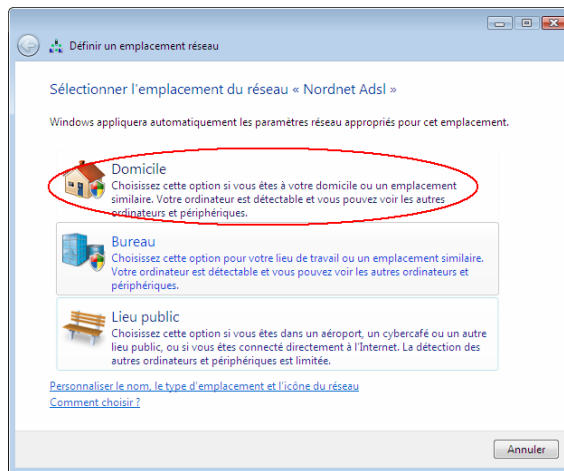 Définir un emplacement réseau
Sélectionner l'emplacement du réseau « Nordnet Adsl »
Windows appliquera automatiquement les paramètres réseau appropriés pour cet emplacement.
Domicile
Choisissez cette option si vous êtes à votre domicile ou un emplacement
similaire. Votre ordinateur est détectable et vous pouvez voir les autres
ordinateurs et périphériques.
Bureau
Choisissez cette option pour votre lieu de travail ou un emplacement similaire.
Votre ordinateur est détectable et vous pouvez voir les autres ordinateurs et
périphériques.
Lieu public
Choisissez cette option si vous êtes dans un aéroport, un cybercafé ou un autre
lieu public, ou si vous êtes connecté directement à l'Internet. La détection des
autres ordinateurs et périphériques est limitée.
Personnaliser le nom, le type d'emplacement et l'icône du réseau
Comment choisir ?
Annuler